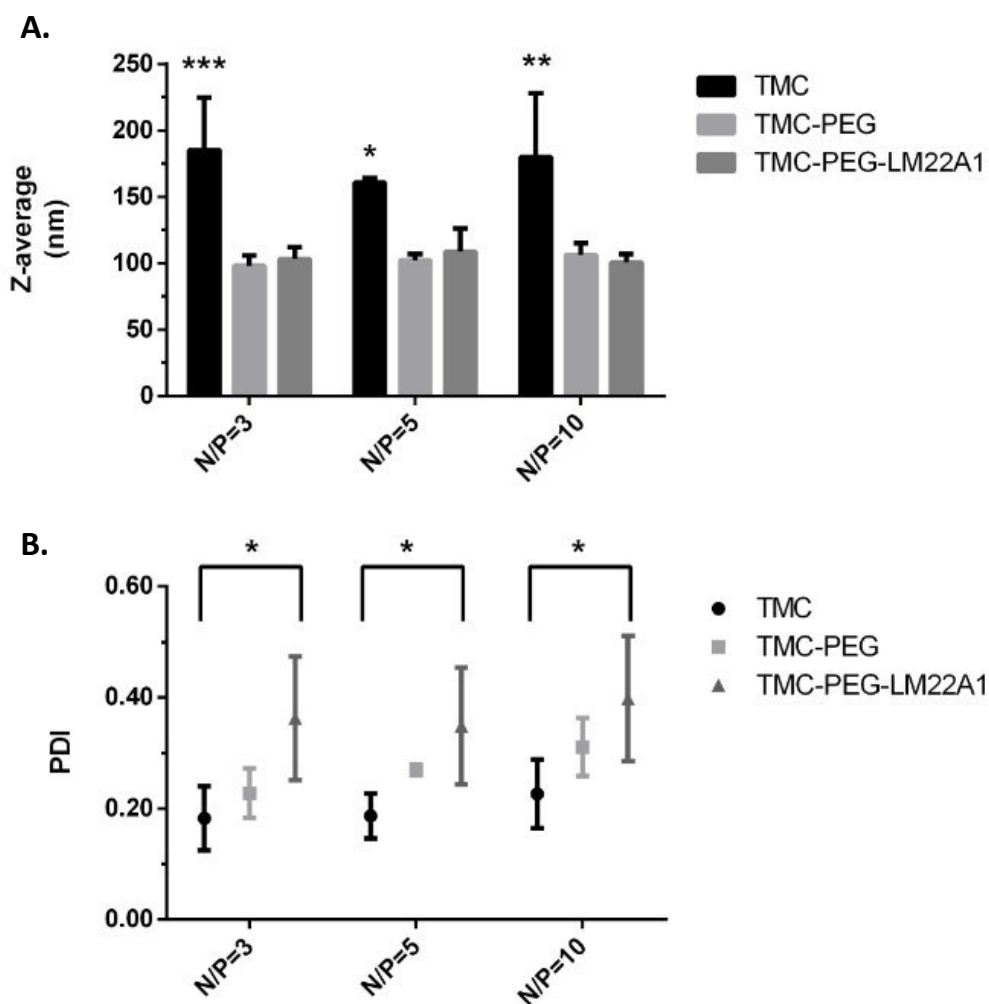 A.
Z-average
(nm)
250
200
150
100
50
0
***
*
**
N/P=3
N/P=5
N/P=10
TMC
TMC-PEG
TMC-PEG-LM22A1
B.
PDI
0.60
0.40
0.20
0.00
*
*
*
N/P=3
N/P=5
N/P=10
TMC
TMC-PEG
TMC-PEG-LM22A1